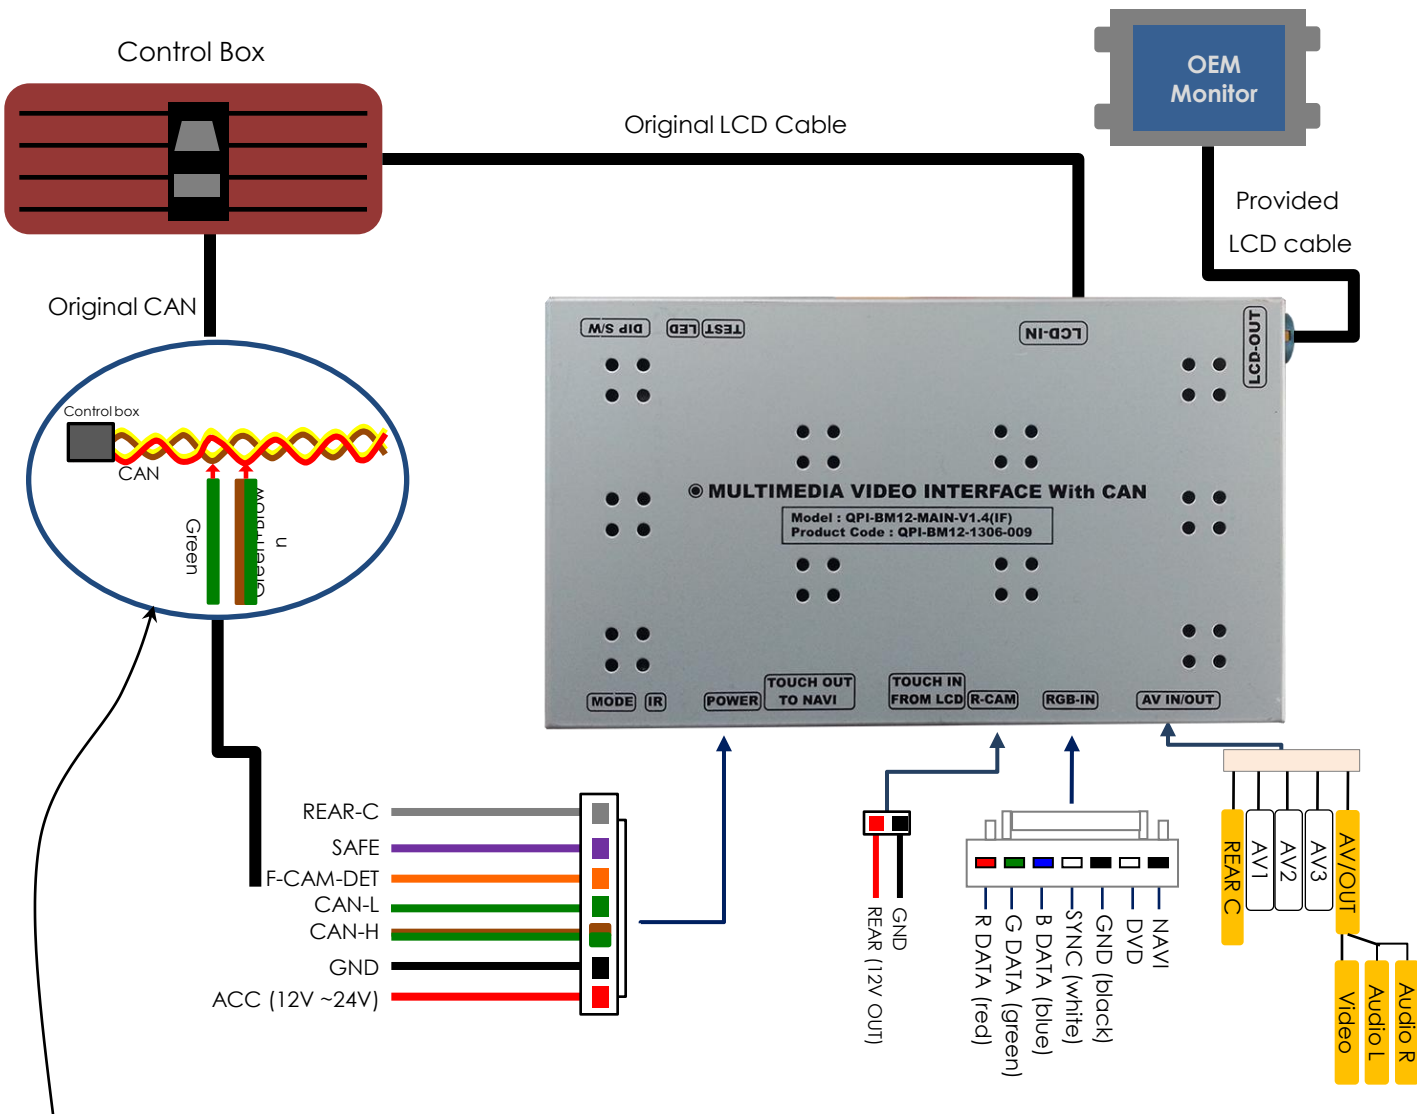 Control Box
OEM
Monitor
Original LCD Cable
Provided
LCD cable
Original CAN
DIP S/W
LED
TEST
LCD-IN
LCD-OUT
Control box
CAN
Green
n
MULTIMEDIA VIDEO INTERFACE With CAN
Model : QPI-BM12-MAIN-V1.4(IF)
Product Code : QPI-BM12-1306-009
MODE
IR
POWER
TOUCH OUT
TO NAVI
TOUCH IN
FROM LCD
R-CAM
RGB-IN
AV IN/OUT
REAR-C
SAFE
F-CAM-DET
CAN-L
CAN-H
GND
ACC (12V ~24V)
REAR (12V OUT)
GND
R DATA (red)
G DATA (green)
B DATA (blue)
SYNC (white)
GND (black)
DVD
NAVI
REAR C
AV1
AV2
AV3
AV/OUT
Video
Audio L
Audio R